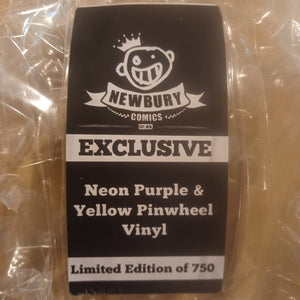 NEWBURY
COMICS
EXCLUSIVE
Neon Purple &
Yellow Pinwheel
Vinyl
Limited Edition of 750